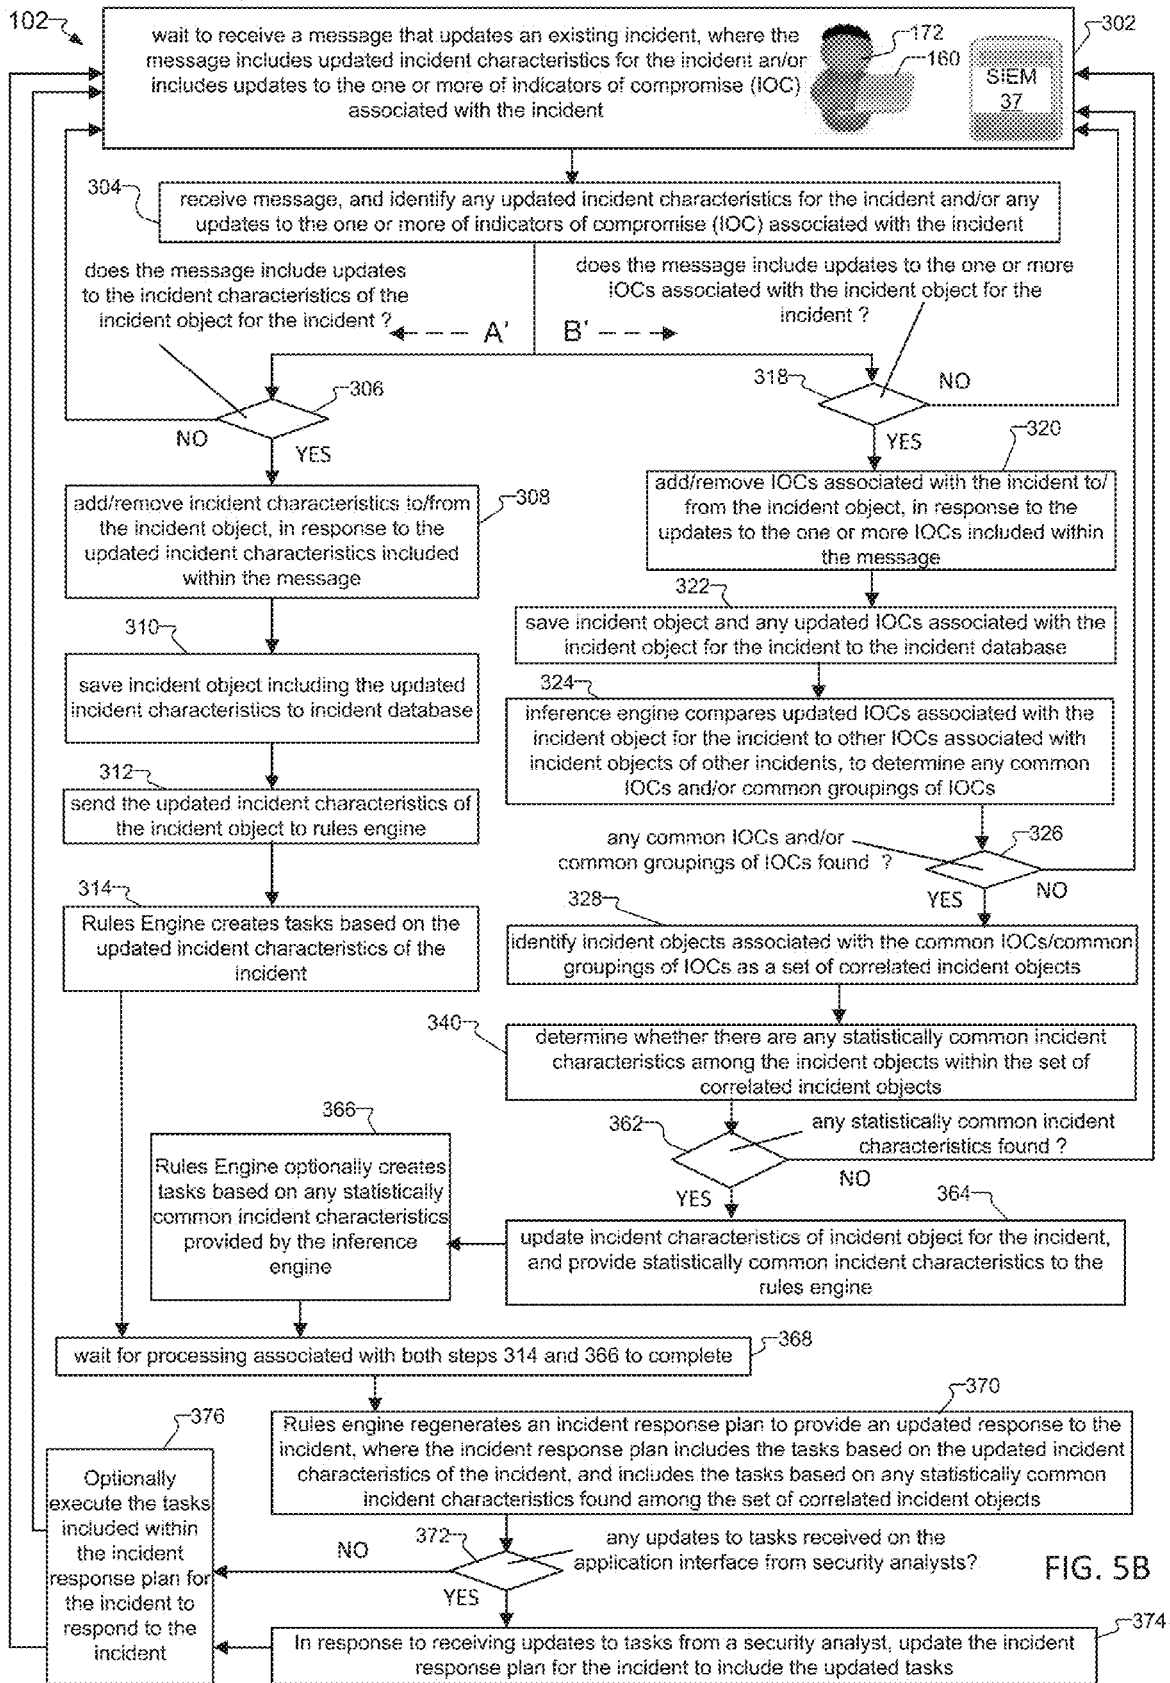 102
wait to receive a message that updates an existing incident, where the
message includes updated incident characteristics for the incident an/or
includes updates to the one or more of indicators of compromise (IOC)
associated with the incident
172
160
SIEM
37
302
304
receive message, and identify any updated incident characteristics for the incident and/or any
updates to the one or more of indicators of compromise (IOC) associated with the incident
does the message include updates
to the incident characteristics of the
incident object for the incident ?
does the message include updates to the one or more
IOCs associated with the incident object for the
incident ?
A'
B'
306
NO
YES
318
NO
YES
add/remove incident characteristics to/from
the incident object, in response to the
updated incident characteristics included
within the message
308
320
add/remove IOCs associated with the incident to/
from the incident object, in response to the
updates to the one or more IOCs included within
the message
310
save incident object including the updated
incident characteristics to incident database
322
save incident object and any updated IOCs associated with the
incident object for the incident to the incident database
312
send the updated incident characteristics of
the incident object to rules engine
324
inference engine compares updated IOCs associated with the
incident object for the incident to other IOCs associated with
incident objects of other incidents, to determine any common
IOCs and/or common groupings of IOCs
any common IOCs and/or
common groupings of IOCs found ?
326
YES
NO
314
Rules Engine creates tasks based on the
updated incident characteristics of the
incident
328
identify incident objects associated with the common IOCs/common
groupings of IOCs as a set of correlated incident objects
340
determine whether there are any statistically common incident
characteristics among the incident objects within the set of
correlated incident objects
362
any statistically common incident
characteristics found ?
YES
NO
366
Rules Engine optionally creates
tasks based on any statistically
common incident characteristics
provided by the inference
engine
364
update incident characteristics of incident object for the incident,
and provide statistically common incident characteristics to the
rules engine
wait for processing associated with both steps 314 and 366 to complete
368
370
Rules engine regenerates an incident response plan to provide an updated response to the
incident, where the incident response plan includes the tasks based on the updated incident
characteristics of the incident, and includes the tasks based on any statistically common
incident characteristics found among the set of correlated incident objects
376
Optionally
execute the tasks
included within
the incident
response plan for
the incident to
respond to the
incident
372
any updates to tasks received on the
application interface from security analysts?
NO
YES
FIG. 5B
374
In response to receiving updates to tasks from a security analyst, update the incident
response plan for the incident to include the updated tasks